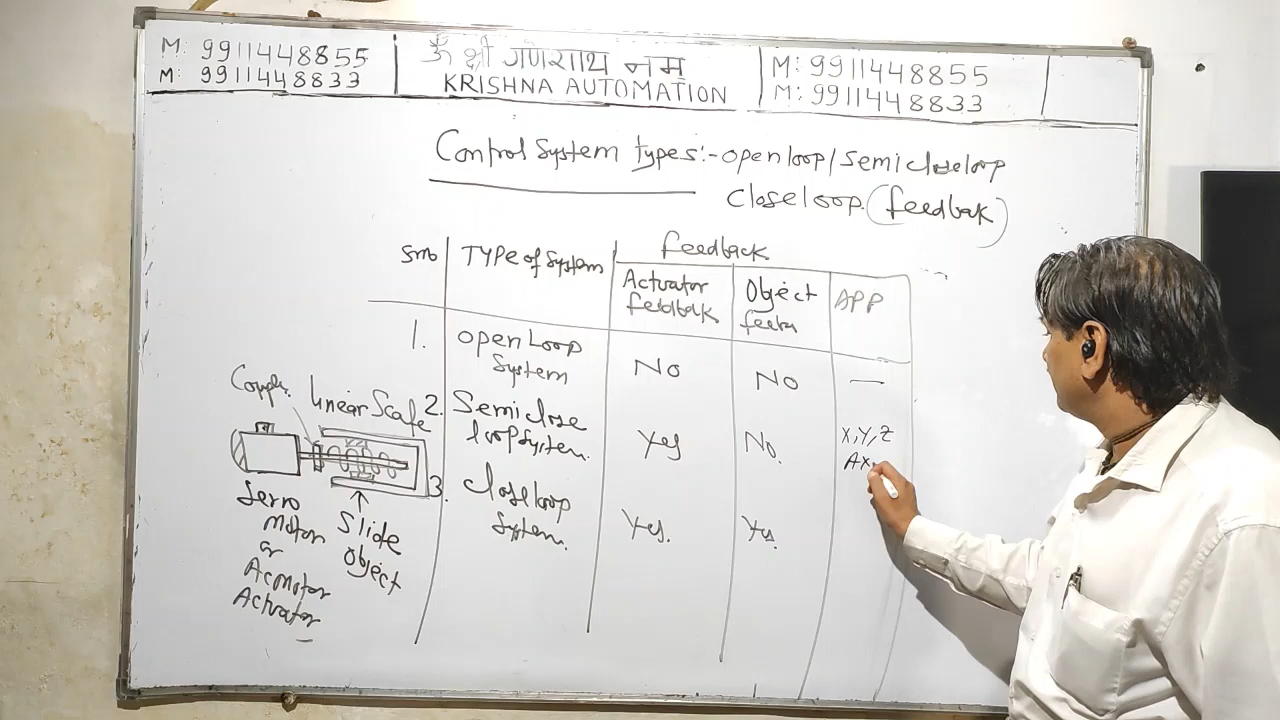 M: 9911448855
M: 9911448833
ॐ श्री गणेशाय नम
KRISHNA AUTOMATION
M: 9911448855
M: 9911448833
Control System types:- open loop / Semi close loop
Close loop (feedbak)
Sno
TYPE of System
feedback
Actuator
feedbak
Object
APP
1.
open Loop
System
No
No
—
2.
Semi close
loop System.
Yes
No.
X, Y, Z
Ax
3.
Close loop
System.
Yes.
Yes.
Linear Scale
Servo
Motor
or
Ac Motor
Actuator
Slide
Object